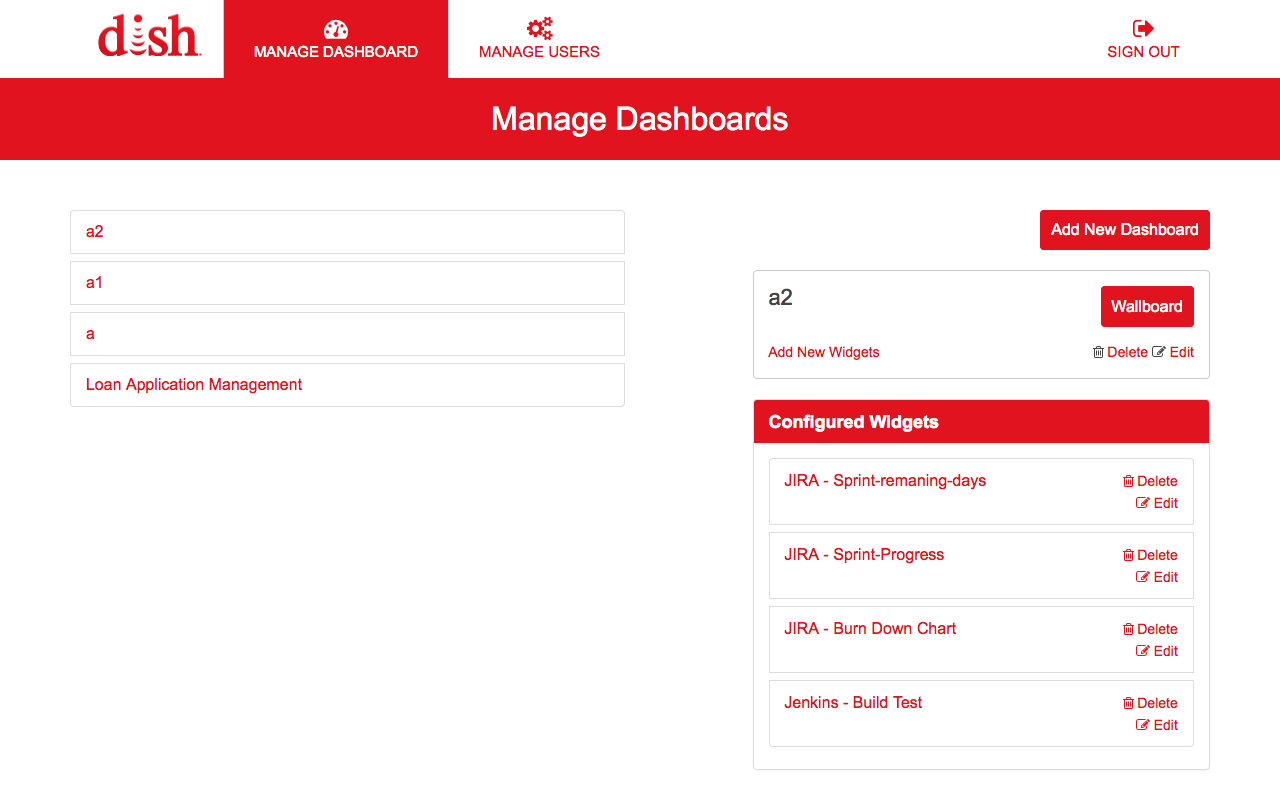 dish
MANAGE DASHBOARD
MANAGE USERS
SIGN OUT
Manage Dashboards
a2
a1
a
Loan Application Management
Add New Dashboard
a2
Wallboard
Add New Widgets
Delete Edit
Configured Widgets
JIRA - Sprint-remaning-days
Delete
Edit
JIRA - Sprint-Progress
Delete
Edit
JIRA - Burn Down Chart
Delete
Edit
Jenkins - Build Test
Delete
Edit